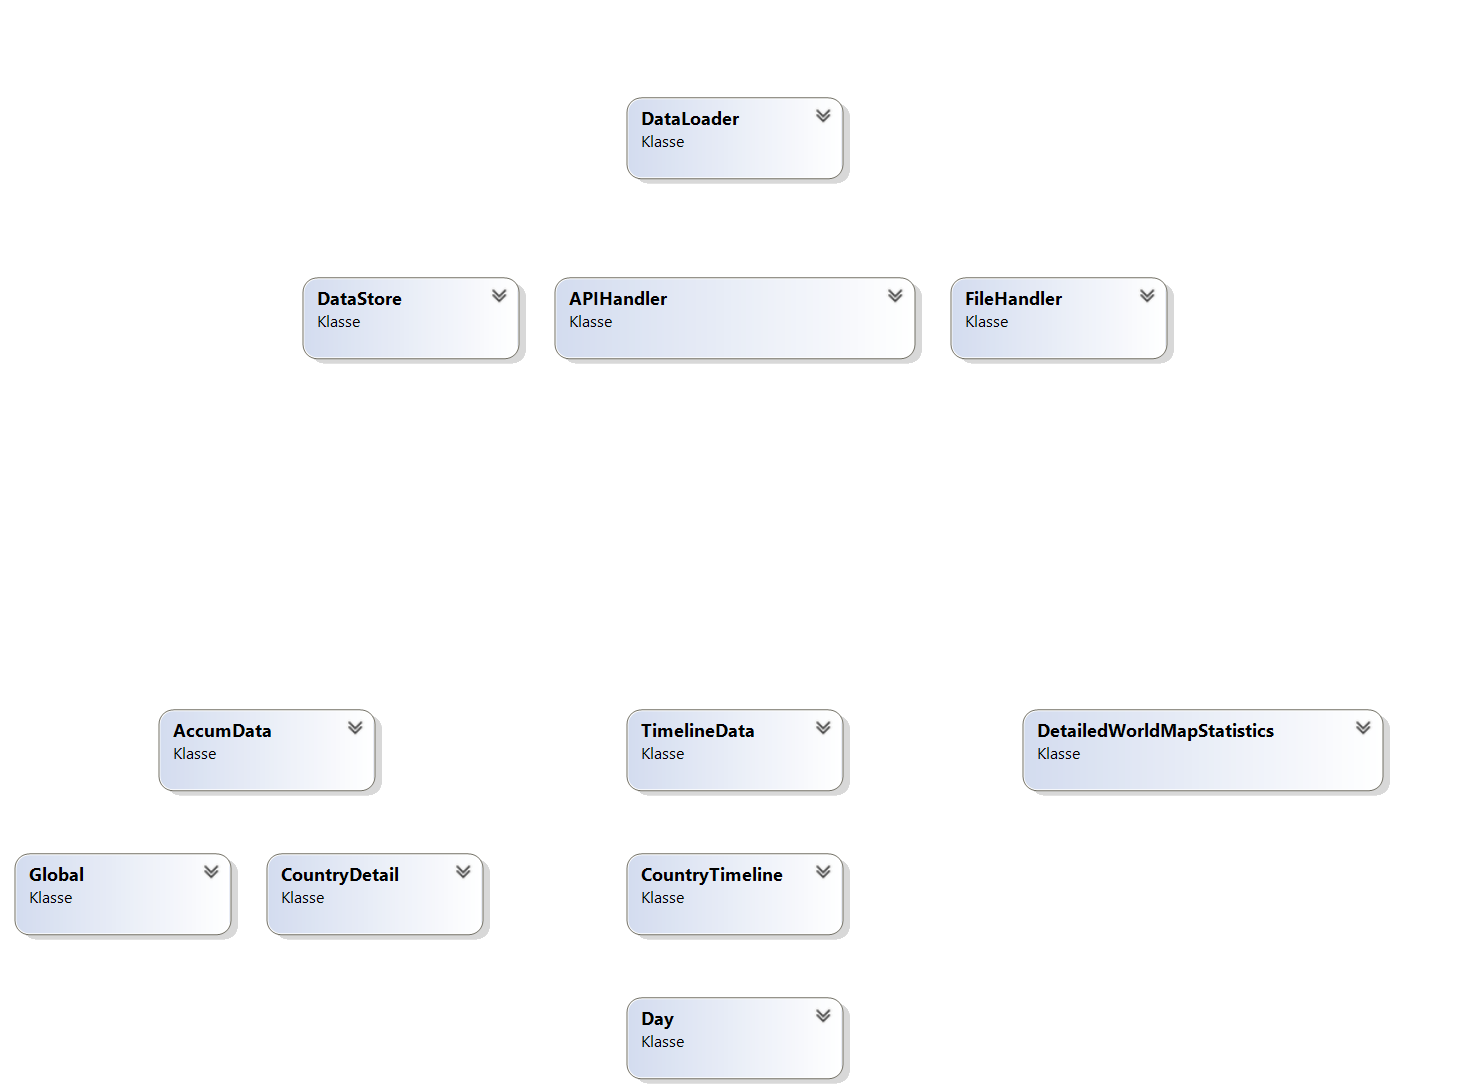 DataLoader
Klasse
DataStore
Klasse
APIHandler
Klasse
FileHandler
Klasse
AccumData
Klasse
TimelineData
Klasse
DetailedWorldMapStatistics
Klasse
Global
Klasse
CountryDetail
Klasse
CountryTimeline
Klasse
Day
Klasse